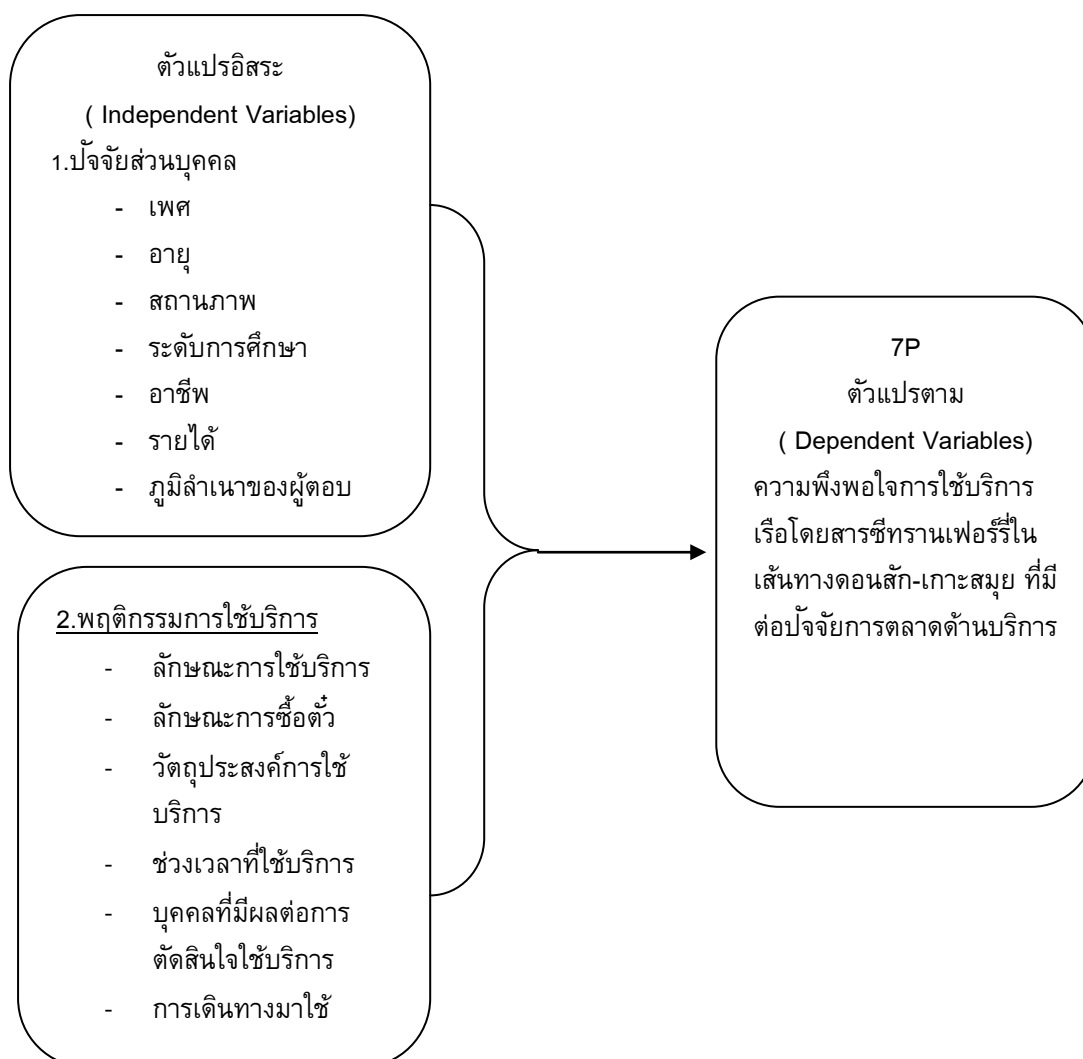 ตัวแปรอิสระ
( Independent Variables)
1.ปัจจัยส่วนบุคคล
- เพศ
- อายุ
- สถานภาพ
- ระดับการศึกษา
- อาชีพ
- รายได้
- ภูมิลำเนาของผู้ตอบ
2.พฤติกรรมการใช้บริการ
- ลักษณะการใช้บริการ
- ลักษณะการซื้อตั๋ว
- วัตถุประสงค์การใช้
บริการ
- ช่วงเวลาที่ใช้บริการ
- บุคคลที่มีผลต่อการ
ตัดสินใจใช้บริการ
- การเดินทางมาใช้
7P
ตัวแปรตาม
( Dependent Variables)
ความพึงพอใจการใช้บริการ
เรือโดยสารซีทรานเฟอร์รี่ใน
เส้นทางดอนสัก-เกาะสมุย ที่มี
ต่อปัจจัยการตลาดด้านบริการ